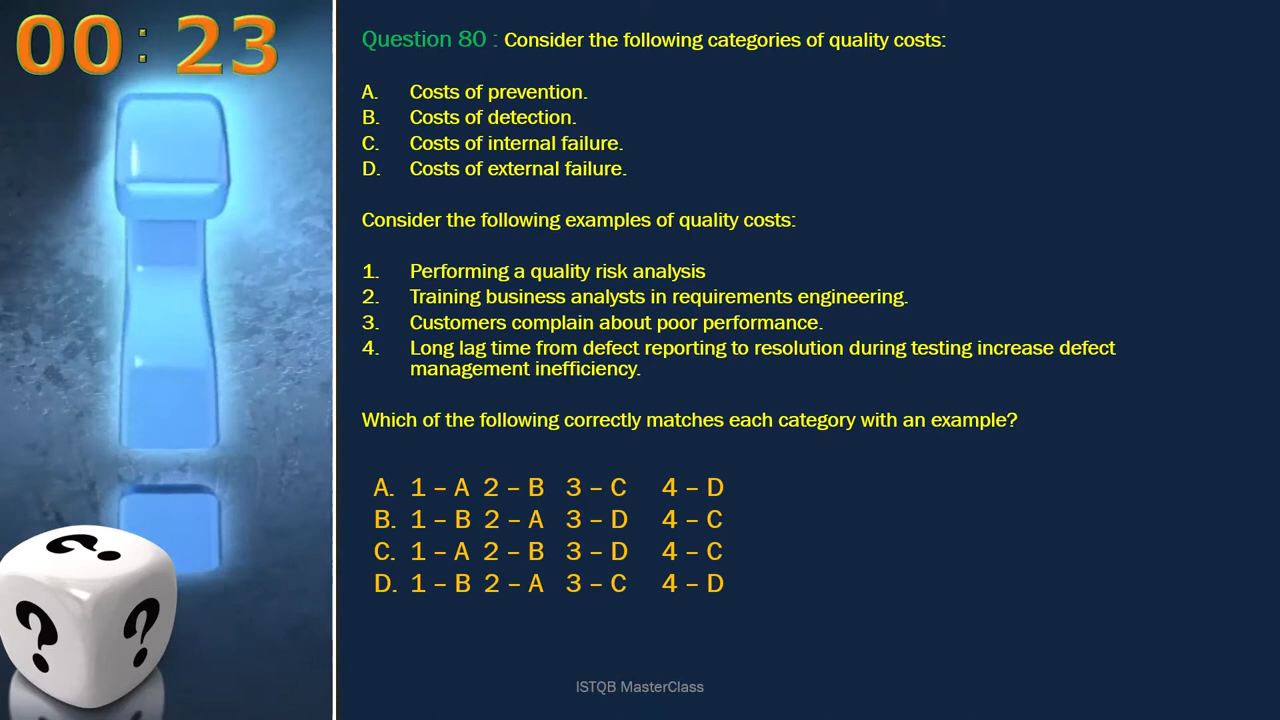 00:23
Question 80 : Consider the following categories of quality costs:
A. Costs of prevention.
B. Costs of detection.
C. Costs of internal failure.
D. Costs of external failure.
Consider the following examples of quality costs:
1. Performing a quality risk analysis
2. Training business analysts in requirements engineering.
3. Customers complain about poor performance.
4. Long lag time from defect reporting to resolution during testing increase defect
management inefficiency.
Which of the following correctly matches each category with an example?
A. 1 – A 2 – B 3 – C 4 – D
B. 1 – B 2 – A 3 – D 4 – C
C. 1 – A 2 – B 3 – D 4 – C
D. 1 – B 2 – A 3 – C 4 – D
? ? ?
ISTQB MasterClass